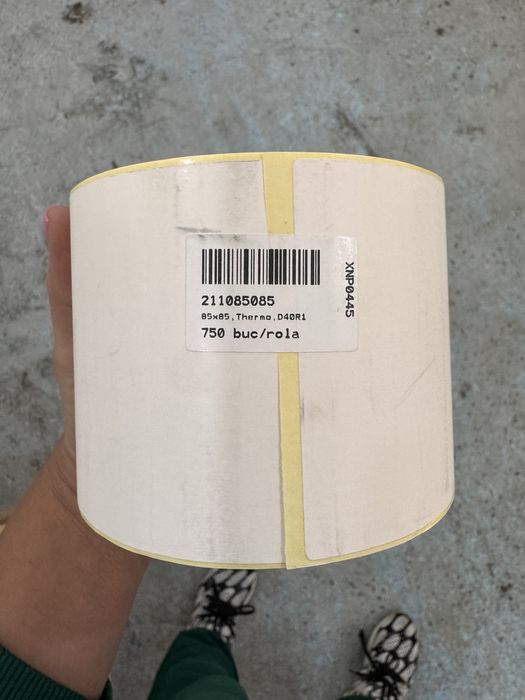 211085085
85x85,Thermo,D40R1
750 buc/rola
XNP0445